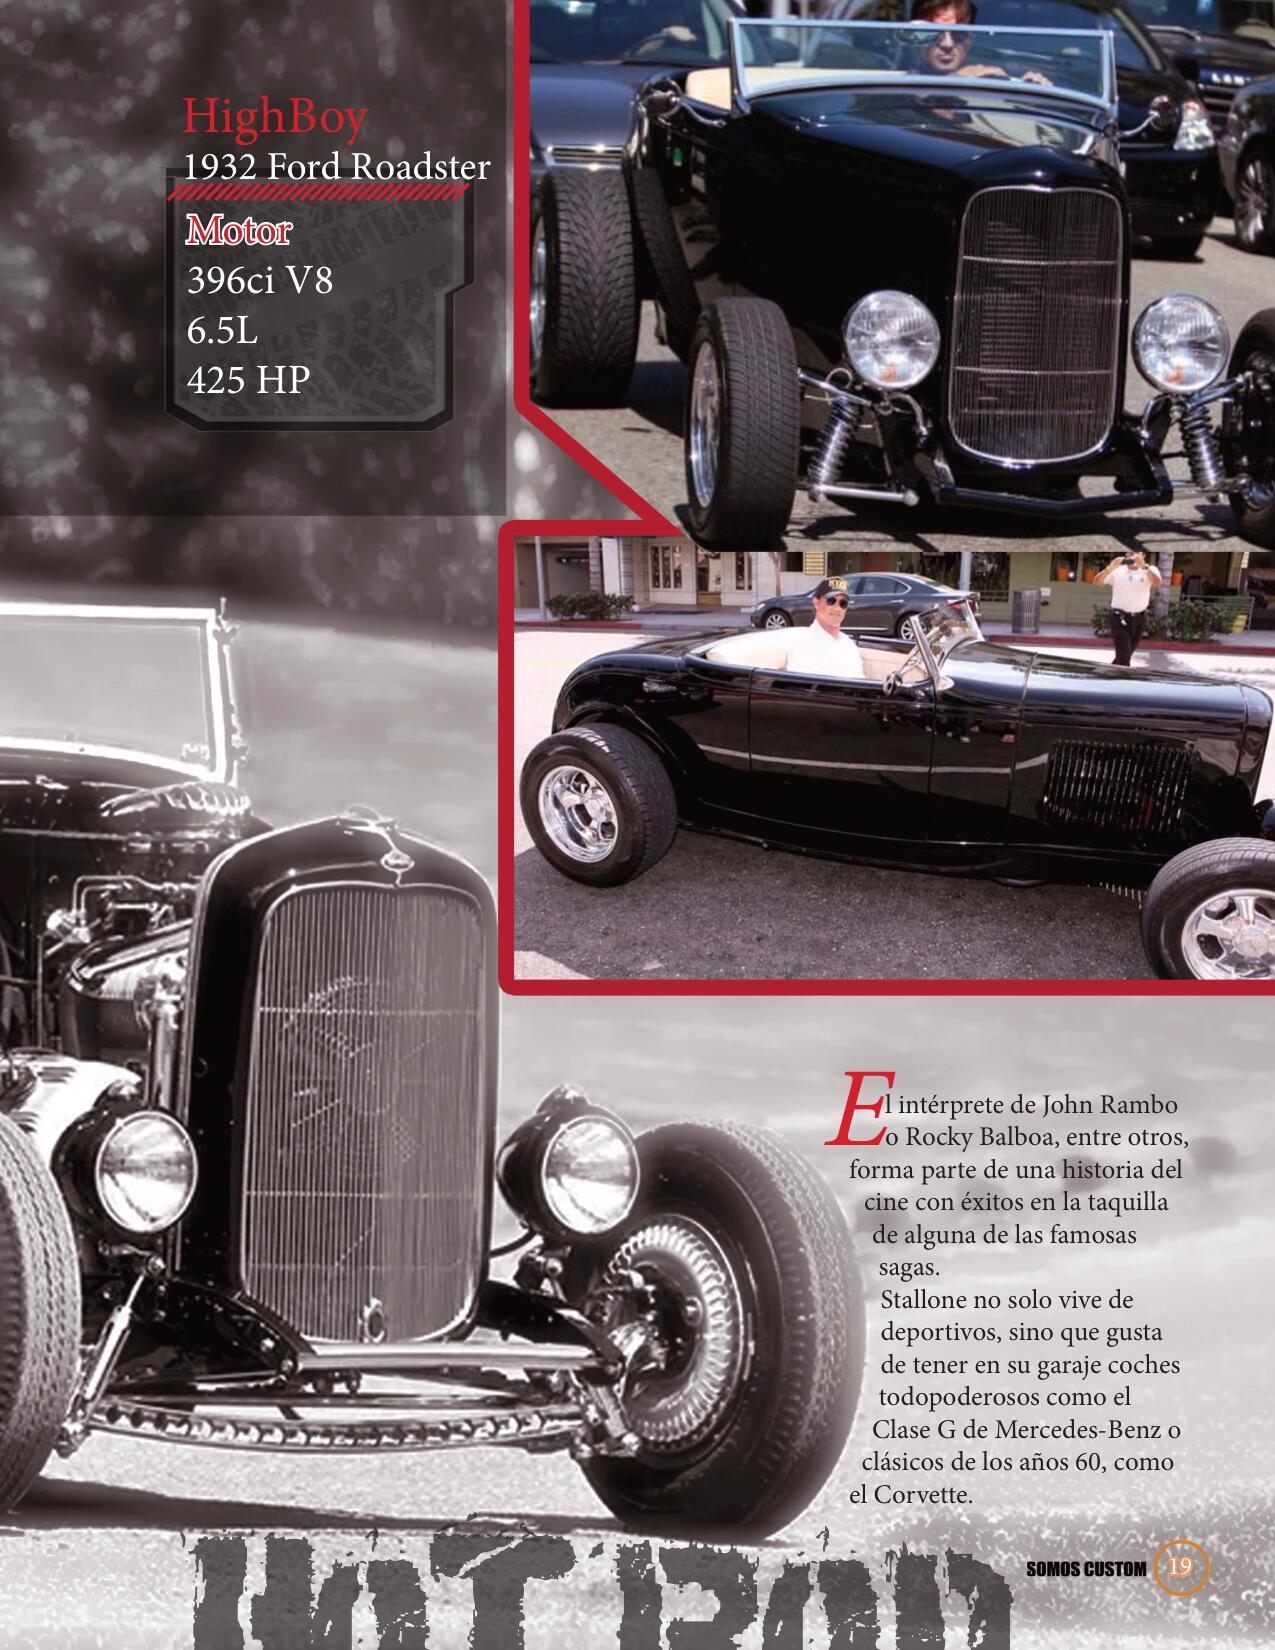 HighBoy
1932 Ford Roadster
Motor
396ci V8
6.5L
425 HP
El intérprete de John Rambo
o Rocky Balboa, entre otros,
forma parte de una historia del
cine con éxitos en la taquilla
de alguna de las famosas
sagas.
Stallone no solo vive de
deportivos, sino que gusta
de tener en su garaje coches
todopoderosos como el
Clase G de Mercedes-Benz o
clásicos de los años 60, como
el Corvette.
HOT ROD
SOMOS CUSTOM 19